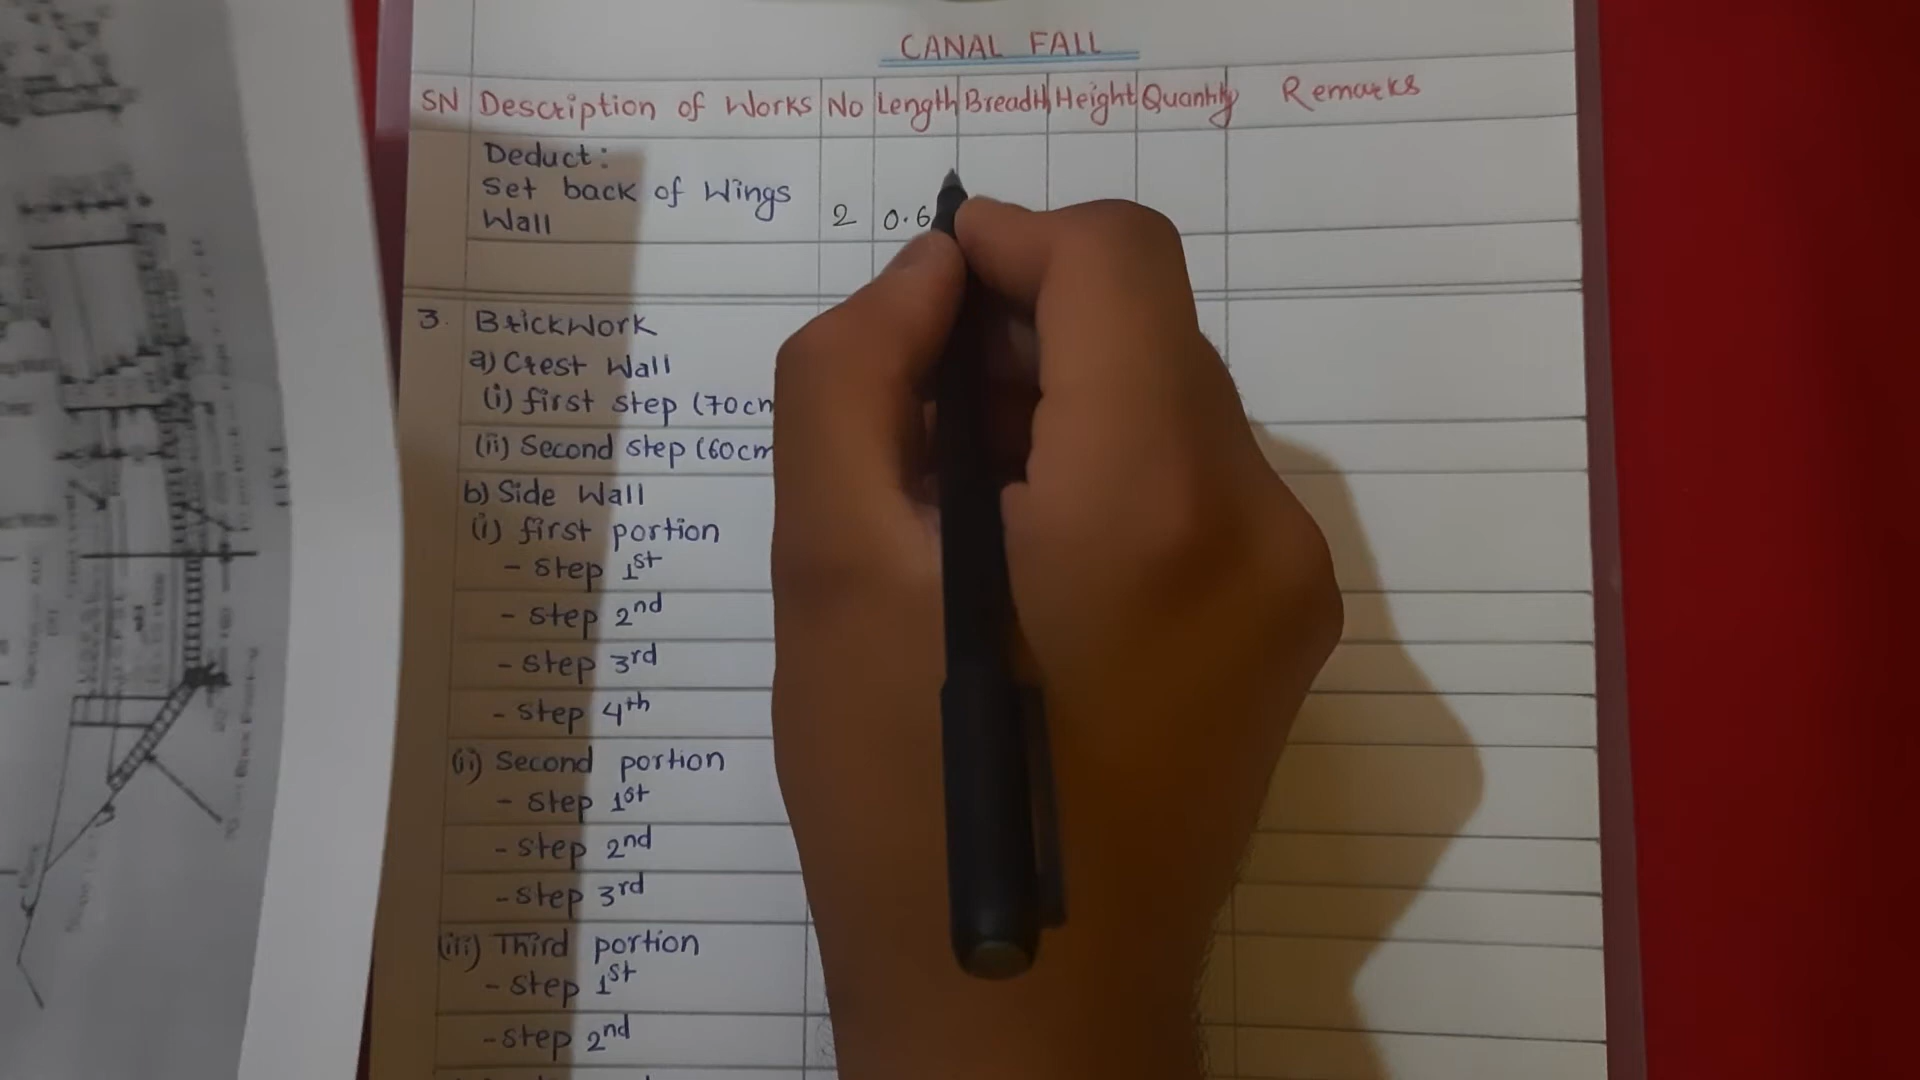 CANAL FALL
SN Description of Works No Length Breadth Height Quantity Remarks
Deduct:
Set back of Wings
Wall 2 0.6
3. Brickwork
a) Crest Wall
(i) first step (70cm
(ii) Second step (60cm
b) Side Wall
(i) first portion
- Step 1st
- Step 2nd
- Step 3rd
- Step 4th
(ii) Second portion
- Step 1st
- Step 2nd
- Step 3rd
(iii) Third portion
- Step 1st
- Step 2nd